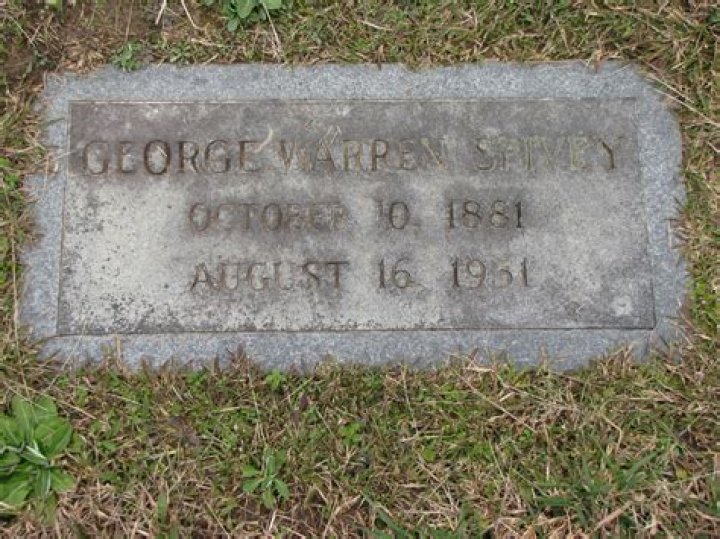 GEORGE WARREN SPIVEY
OCTOBER 10, 1881
AUGUST 16, 1951